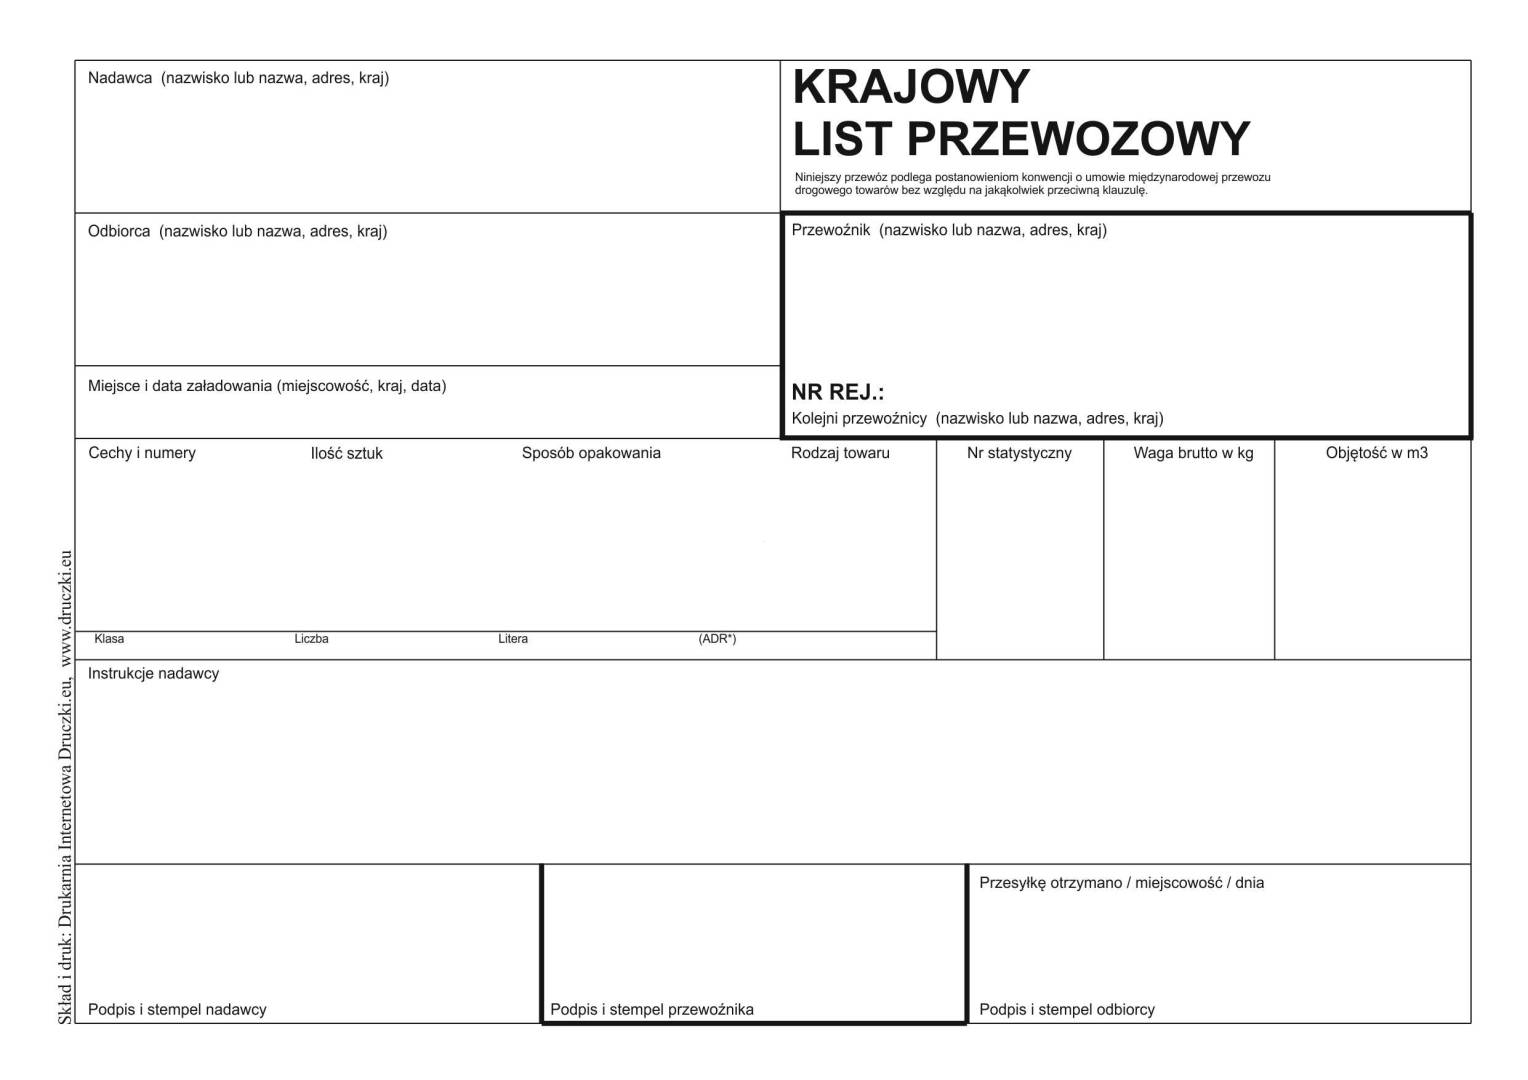 Nadawca (nazwisko lub nazwa, adres, kraj)
KRAJOWY
LIST PRZEWOZOWY
Niniejszy przewóz podlega postanowieniom konwencji o umowie międzynarodowej przewozu
drogowego towarów bez względu na jakąkolwiek przeciwną klauzulę.
Odbiorca (nazwisko lub nazwa, adres, kraj)
Przewoźnik (nazwisko lub nazwa, adres, kraj)
Miejsce i data załadowania (miejscowość, kraj, data)
NR REJ.:
Kolejni przewoźnicy (nazwisko lub nazwa, adres, kraj)
Cechy i numery Ilość sztuk Sposób opakowania Rodzaj towaru Nr statystyczny Waga brutto w kg Objętość w m3
Klasa Liczba Litera (ADR*)
Instrukcje nadawcy
Przesyłkę otrzymano / miejscowość / dnia
Podpis i stempel nadawcy Podpis i stempel przewoźnika Podpis i stempel odbiorcy
Skład i druk: Drukarnia Internetowa Druczki.eu, www.druczki.eu